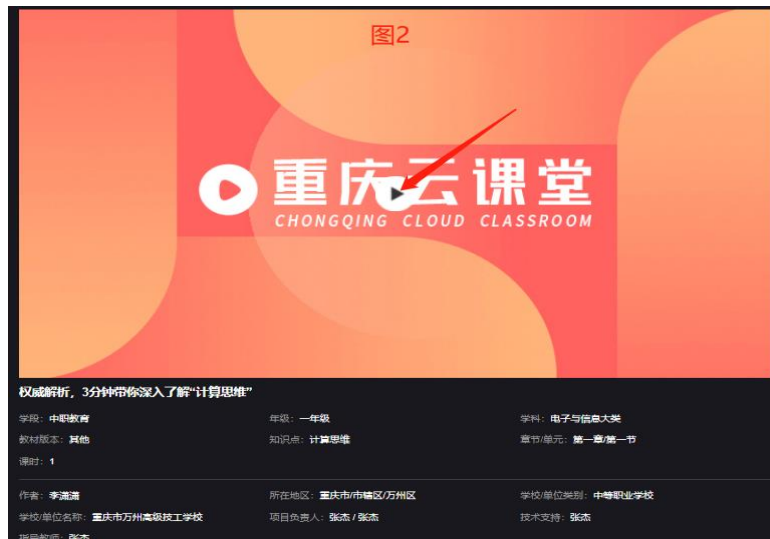 图2
重庆云课堂
CHONGQING CLOUD CLASSROOM
权威解析，3分钟带你深入了解“计算思维”
学段：中职教育 年级：一年级 学科：电子与信息大类
教材版本：其他 知识点：计算思维 章节/单元：第一章/第一节
课时：1
作者：李潇潇 所在地区：重庆市/市辖区/万州区 学校/单位类别：中等职业学校
学校/单位名称：重庆市万州高级技工学校 项目负责人：张杰 / 张杰 技术支持：张杰
指导教师：张杰